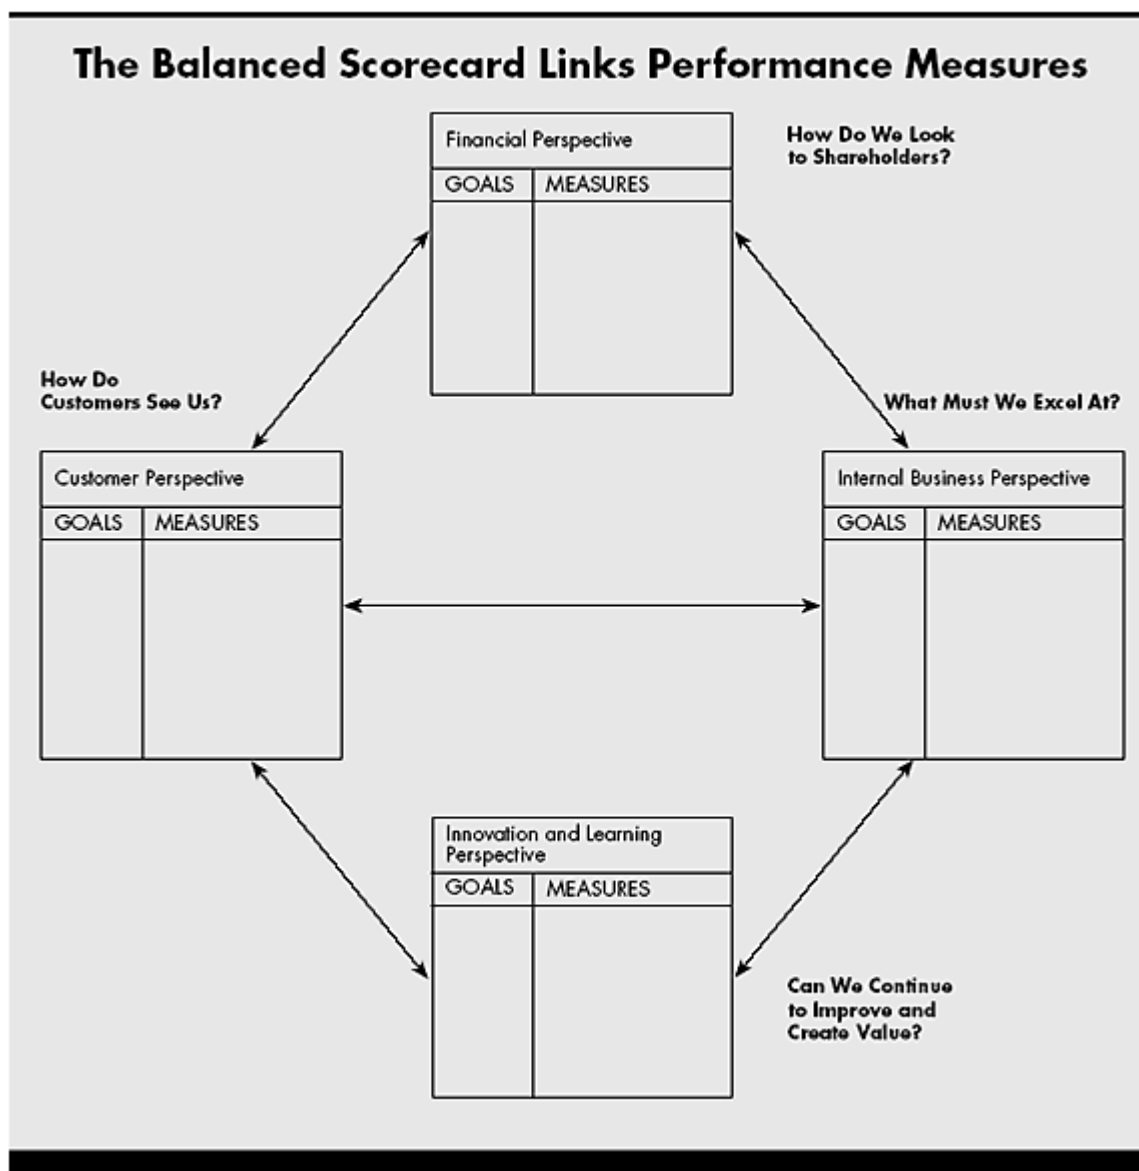 The Balanced Scorecard Links Performance Measures
Financial Perspective
GOALS MEASURES
How Do We Look
to Shareholders?
How Do
Customers See Us?
What Must We Excel At?
Customer Perspective
GOALS MEASURES
Internal Business Perspective
GOALS MEASURES
Innovation and Learning
Perspective
GOALS MEASURES
Can We Continue
to Improve and
Create Value?